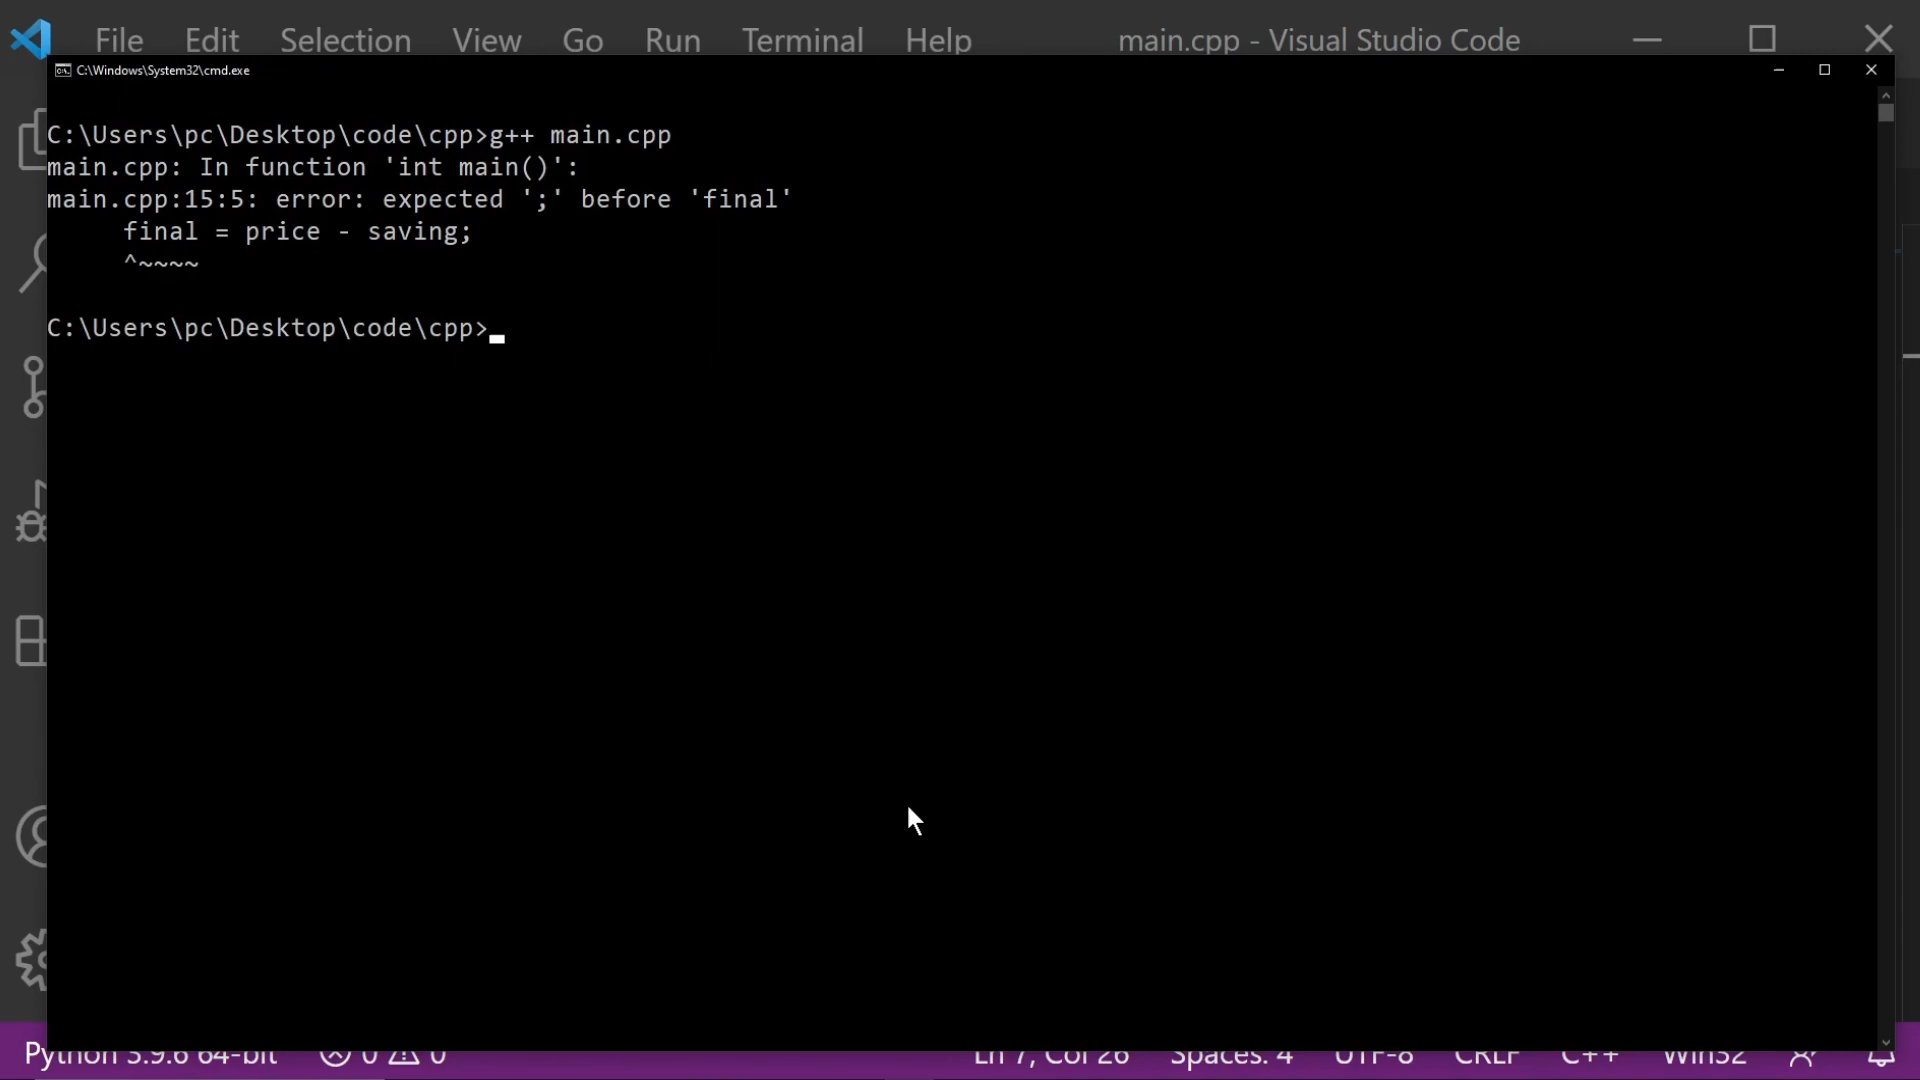 File Edit Selection View Go Run Terminal Help main.cpp - Visual Studio Code
C:\Windows\System32\cmd.exe
C:\Users\pc\Desktop\code\cpp>g++ main.cpp
main.cpp: In function 'int main()':
main.cpp:15:5: error: expected ';' before 'final'
     final = price - saving;
     ^~~~~
C:\Users\pc\Desktop\code\cpp>
Python 3.9.6 64-bit 0 0 Ln 7, Col 26 Spaces: 4 UTF-8 CRLF C++ Win32